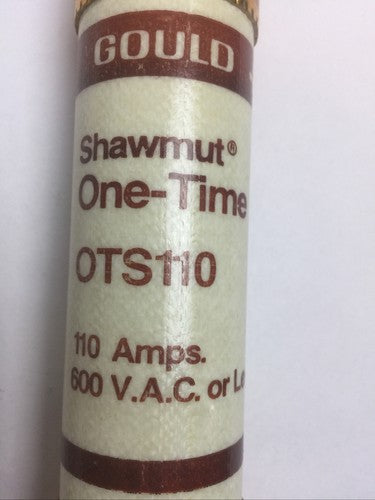 GOULD
Shawmut®
One-Time
OTS110
110 Amps.
600 V.A.C. or